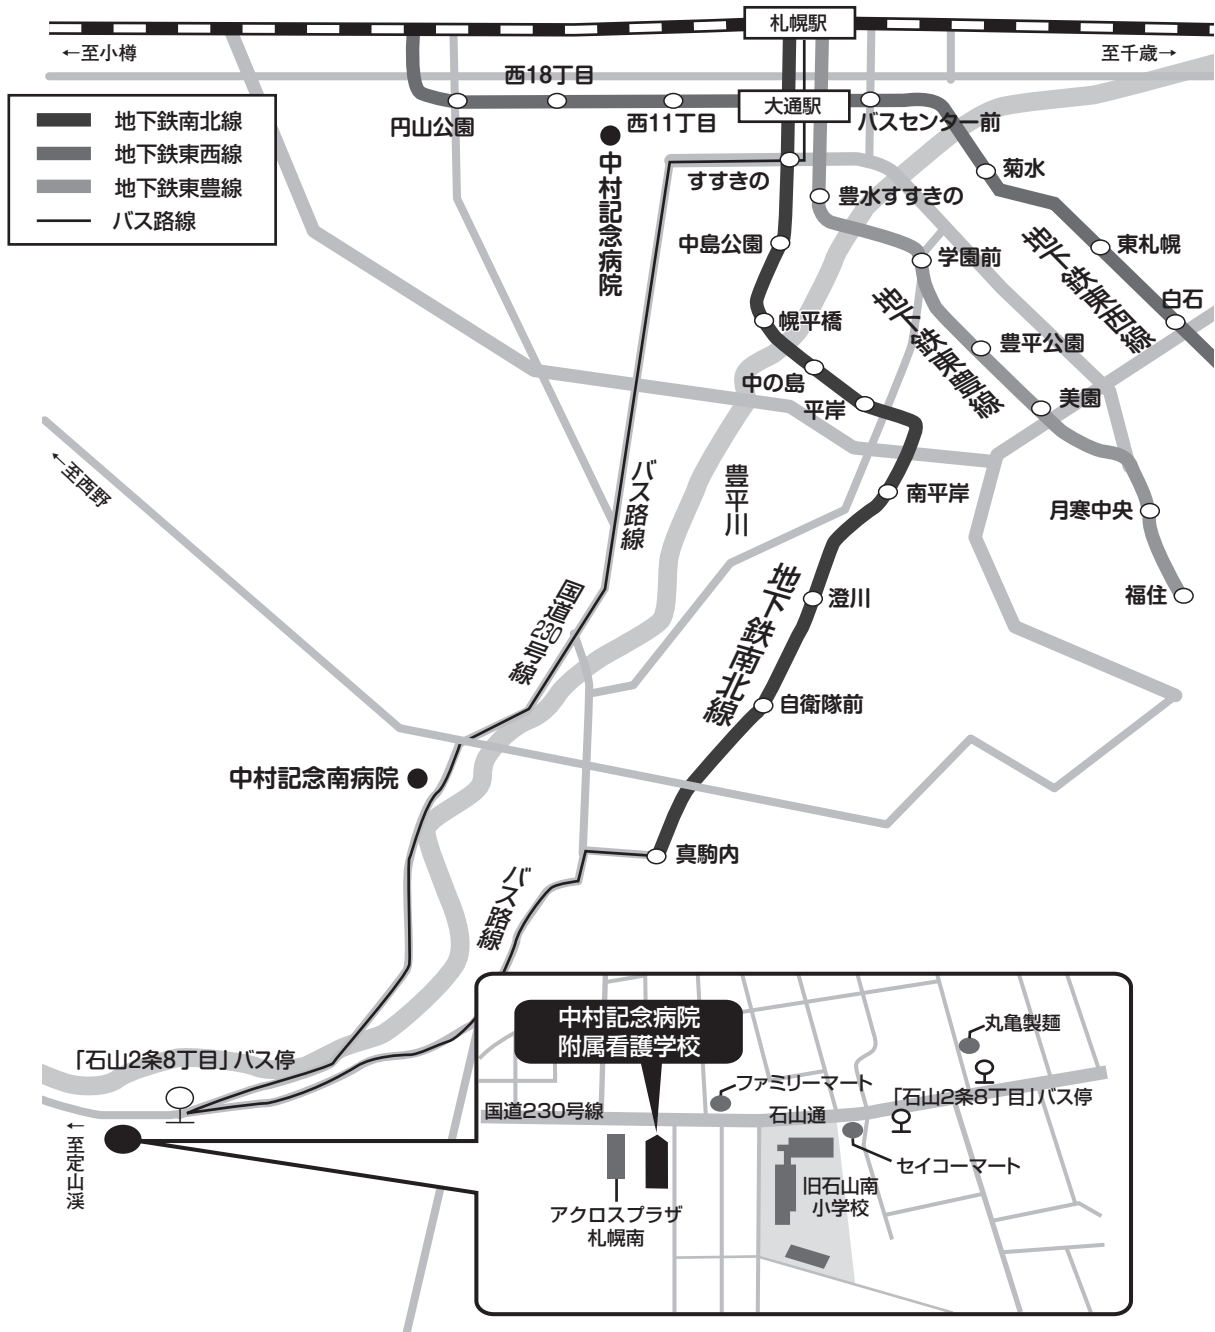 札幌駅
←至小樽
至千歳→
西18丁目
大通駅
円山公園
西11丁目
バスセンター前
地下鉄南北線
地下鉄東西線
地下鉄東豊線
バス路線
中村記念病院
すすきの
菊水
豊水すすきの
中島公園
学園前
東札幌
地下鉄東西線
白石
幌平橋
地下鉄東豊線
豊平公園
中の島
平岸
美園
←至西野
バス路線
豊平川
南平岸
月寒中央
国道230号線
地下鉄南北線
澄川
福住
自衛隊前
中村記念南病院
真駒内
バス路線
「石山2条8丁目」バス停
←至定山渓
中村記念病院
附属看護学校
丸亀製麺
ファミリーマート
国道230号線
石山通
「石山2条8丁目」バス停
セイコーマート
旧石山南
小学校
アクロスプラザ
札幌南